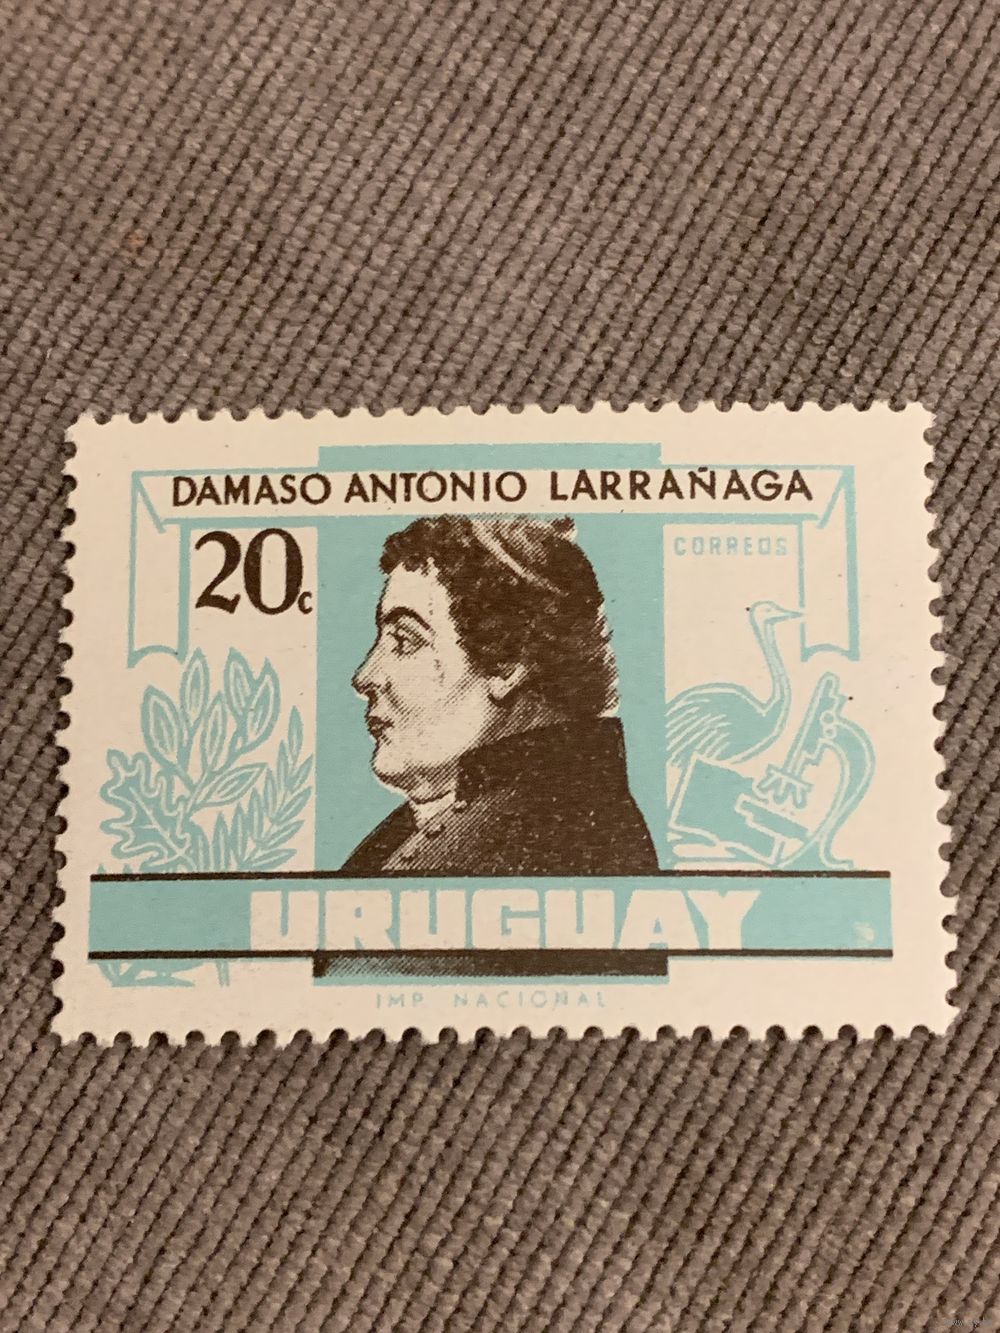 DAMASO ANTONIO LARRAÑAGA
20c
CORREOS
URUGUAY
IMP NACIONAL